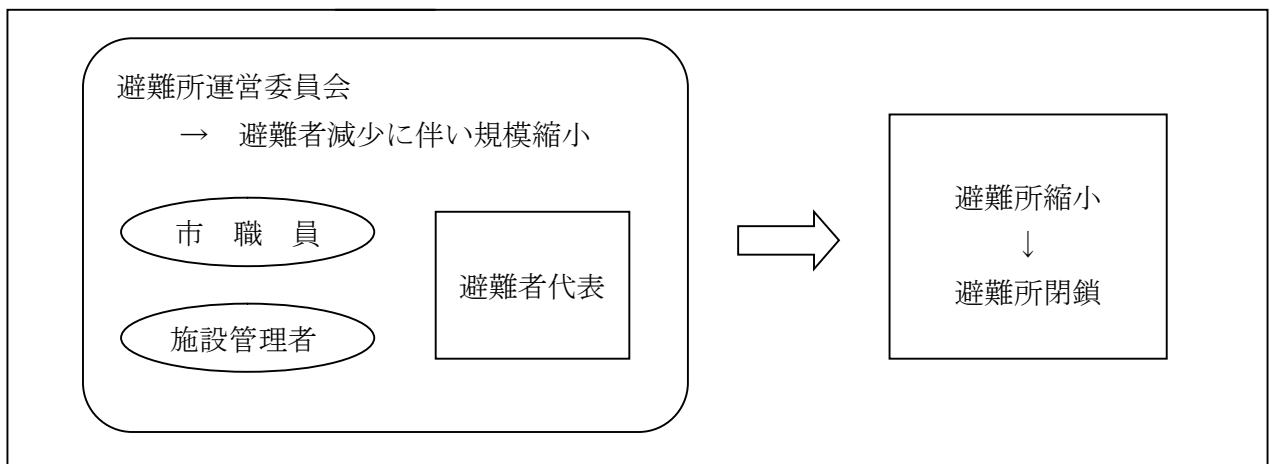 避難所運営委員会
→ 避難者減少に伴い規模縮小
市 職 員
施設管理者
避難者代表
避難所縮小
↓
避難所閉鎖